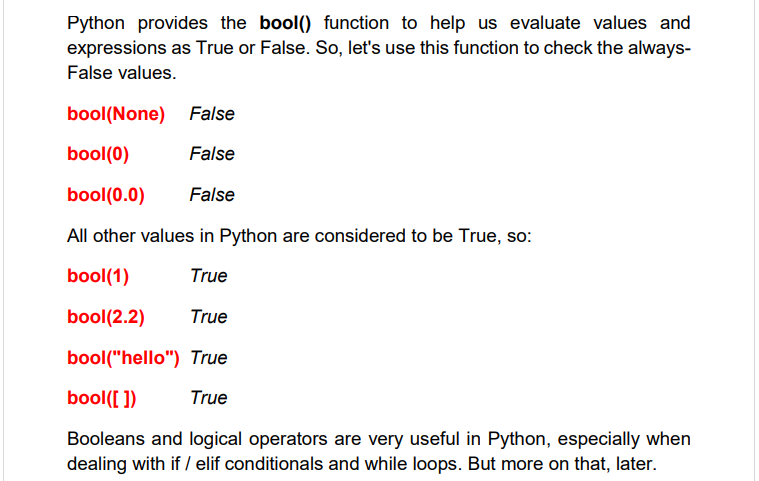 Python provides the bool() function to help us evaluate values and
expressions as True or False. So, let's use this function to check the always-
False values.
bool(None) False
bool(0) False
bool(0.0) False
All other values in Python are considered to be True, so:
bool(1) True
bool(2.2) True
bool("hello") True
bool([ ]) True
Booleans and logical operators are very useful in Python, especially when
dealing with if / elif conditionals and while loops. But more on that, later.